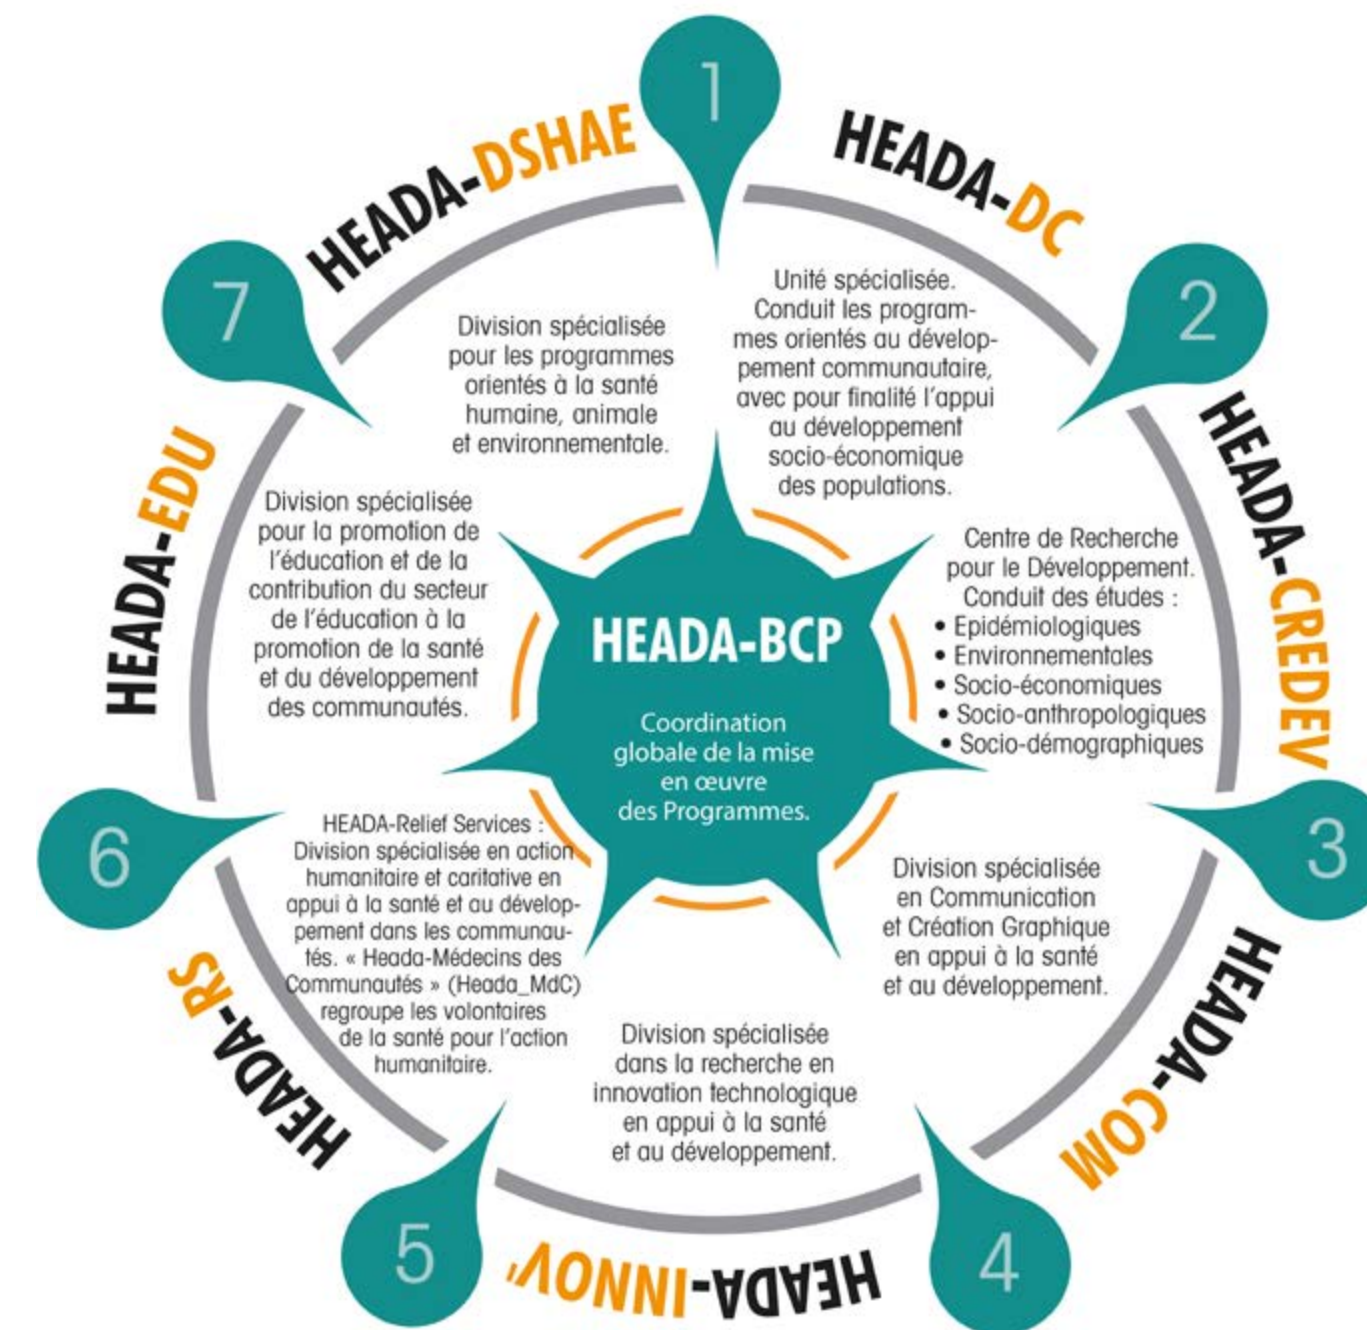 1
HEADA-DC
Unité spécialisée.
Conduit les program-
mes orientés au dévelop-
pement communautaire,
avec pour finalité l’appui
au développement
socio-économique
des populations.
2
HEADA-CREDEV
Centre de Recherche
pour le Développement.
Conduit des études :
• Epidémiologiques
• Environnementales
• Socio-économiques
• Socio-anthropologiques
• Socio-démographiques
3
HEADA-COM
Division spécialisée
en Communication
et Création Graphique
en appui à la santé
et au développement.
4
HEADA-INNOV'
Division spécialisée
dans la recherche en
innovation technologique
en appui à la santé
et au développement.
5
HEADA-RS
HEADA-Relief Services :
Division spécialisée en action
humanitaire et caritative en
appui à la santé et au dévelop-
pement dans les communau-
tés. « Heada-Médecins des
Communautés » (Heada_MdC)
regroupe les volontaires
de la santé pour l’action
humanitaire.
6
HEADA-EDU
Division spécialisée
pour la promotion de
l’éducation et de la
contribution du secteur
de l’éducation à la
promotion de la santé
et du développement
des communautés.
7
HEADA-DSHAE
Division spécialisée
pour les programmes
orientés à la santé
humaine, animale
et environnementale.
HEADA-BCP
Coordination
globale de la mise
en œuvre
des Programmes.